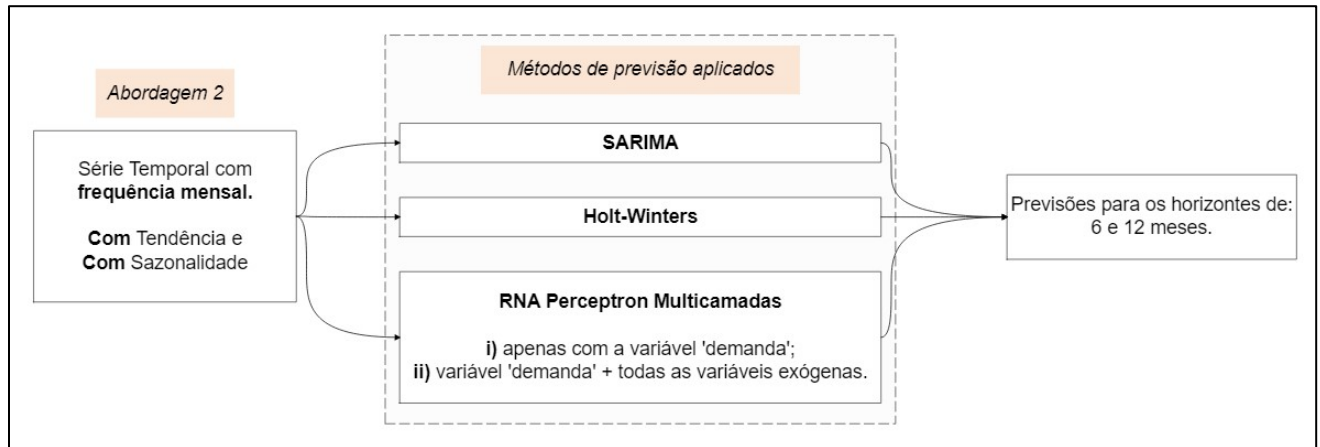 Abordagem 2
Série Temporal com
frequência mensal.
Com Tendência e
Com Sazonalidade
Métodos de previsão aplicados
SARIMA
Holt-Winters
RNA Perceptron Multicamadas
i) apenas com a variável 'demanda';
ii) variável 'demanda' + todas as variáveis exógenas.
Previsões para os horizontes de:
6 e 12 meses.